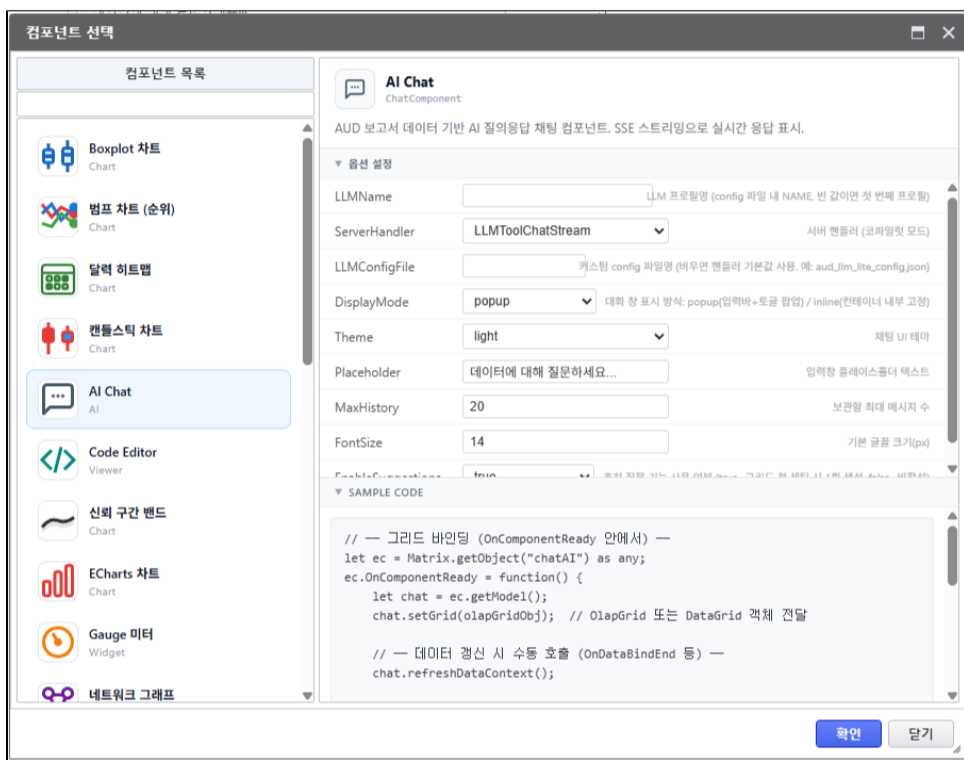 컴포넌트 선택
컴포넌트 목록
Boxplot 차트
Chart
범프 차트 (순위)
Chart
달력 히트맵
Chart
캔들스틱 차트
Chart
AI Chat
AI
Code Editor
Viewer
신뢰 구간 밴드
Chart
ECharts 차트
Chart
Gauge 미터
Widget
네트워크 그래프
AI Chat
ChatComponent
AUD 보고서 데이터 기반 AI 질의응답 채팅 컴포넌트. SSE 스트리밍으로 실시간 응답 표시.
▼ 옵션 설정
LLMName LLM 프로필명 (config 파일 내 NAME, 빈 값이면 첫 번째 프로필)
ServerHandler LLMToolChatStream 서버 핸들러 (코파일럿 모드)
LLMConfigFile 커스텀 config 파일명 (비우면 핸들러 기본값 사용. 예: aud_llm_lite_config.json)
DisplayMode popup 대화 창 표시 방식: popup(입력바+토글 팝업) / inline(컨테이너 내부 고정)
Theme light 채팅 UI 테마
Placeholder 데이터에 대해 질문하세요... 입력창 플레이스홀더 텍스트
MaxHistory 20 보관할 최대 메시지 수
FontSize 14 기본 글꼴 크기(px)
EnableSuggestions true
▼ SAMPLE CODE
// — 그리드 바인딩 (OnComponentReady 안에서) —
let ec = Matrix.getObject("chatAI") as any;
ec.OnComponentReady = function() {
let chat = ec.getModel();
chat.setGrid(olapGridObj); // OlapGrid 또는 DataGrid 객체 전달
// — 데이터 갱신 시 수동 호출 (OnDataBindEnd 등) —
chat.refreshDataContext();
확인
닫기